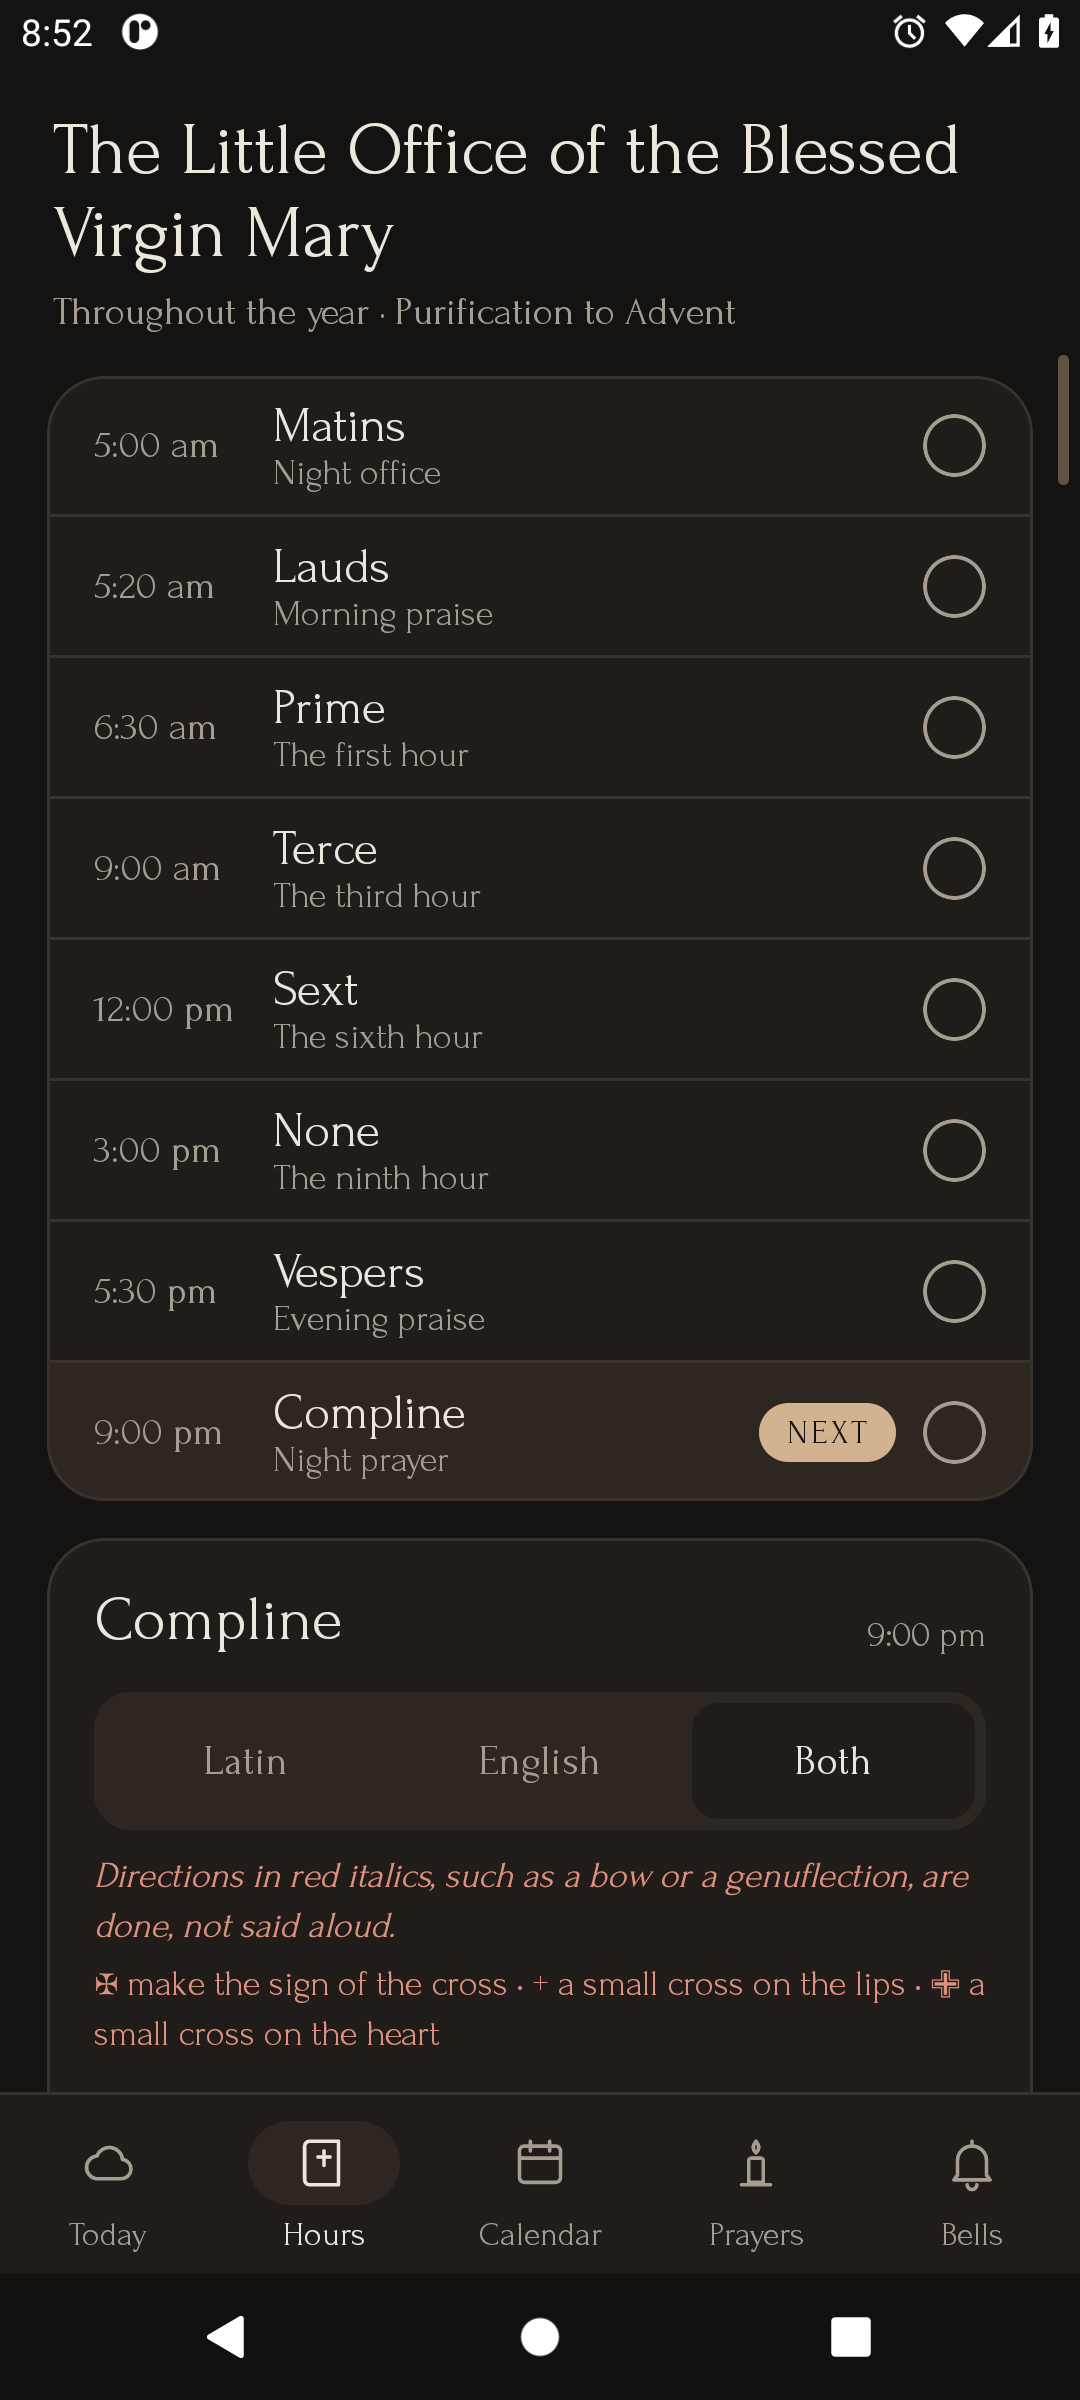 8:52
The Little Office of the Blessed
Virgin Mary
Throughout the year · Purification to Advent
5:00 am
Matins
Night office
5:20 am
Lauds
Morning praise
6:30 am
Prime
The first hour
9:00 am
Terce
The third hour
12:00 pm
Sext
The sixth hour
3:00 pm
None
The ninth hour
5:30 pm
Vespers
Evening praise
9:00 pm
Compline
Night prayer
NEXT
Compline
9:00 pm
Latin English Both
Directions in red italics, such as a bow or a genuflection, are
done, not said aloud.
✠ make the sign of the cross · + a small cross on the lips · ✙ a
small cross on the heart
Today Hours Calendar Prayers Bells